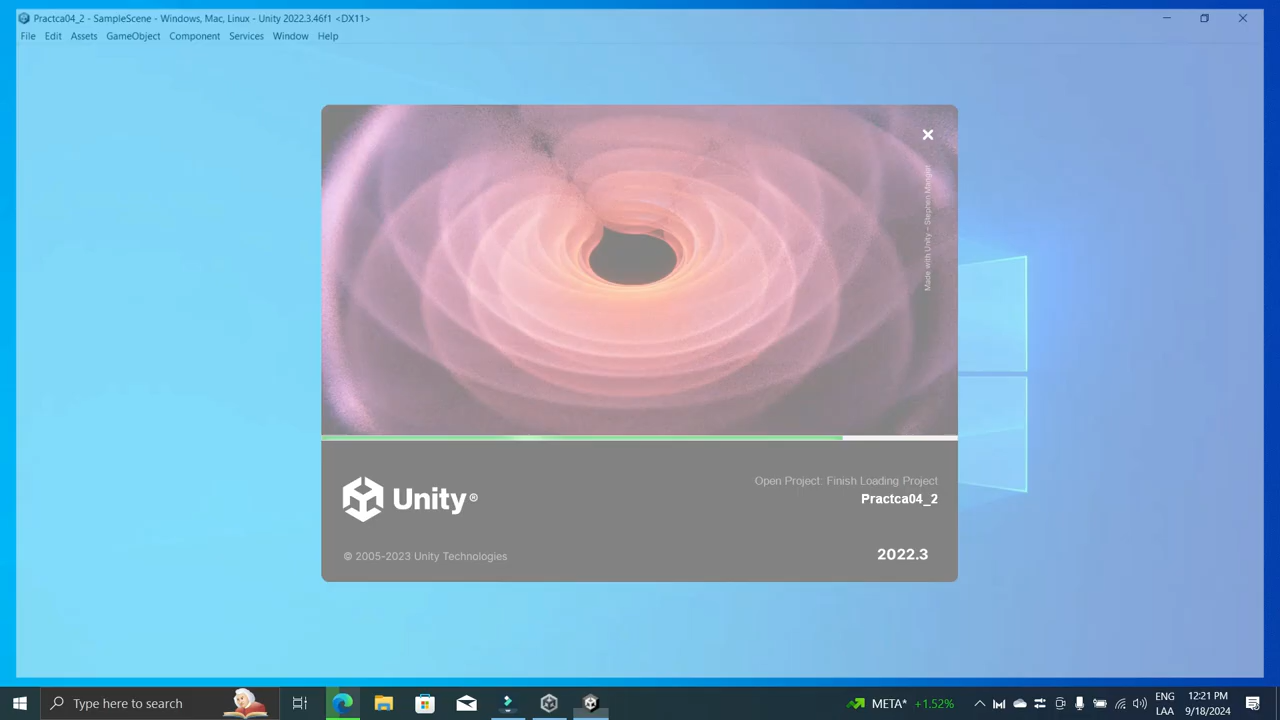 Practca04_2 - SampleScene - Windows, Mac, Linux - Unity 2022.3.46f1 <DX11>
File Edit Assets GameObject Component Services Window Help
Made with Unity – Stephen Mangiat
Unity®
Open Project: Finish Loading Project
Practca04_2
© 2005-2023 Unity Technologies
2022.3
Type here to search
META* +1.52%
ENG
LAA
12:21 PM
9/18/2024